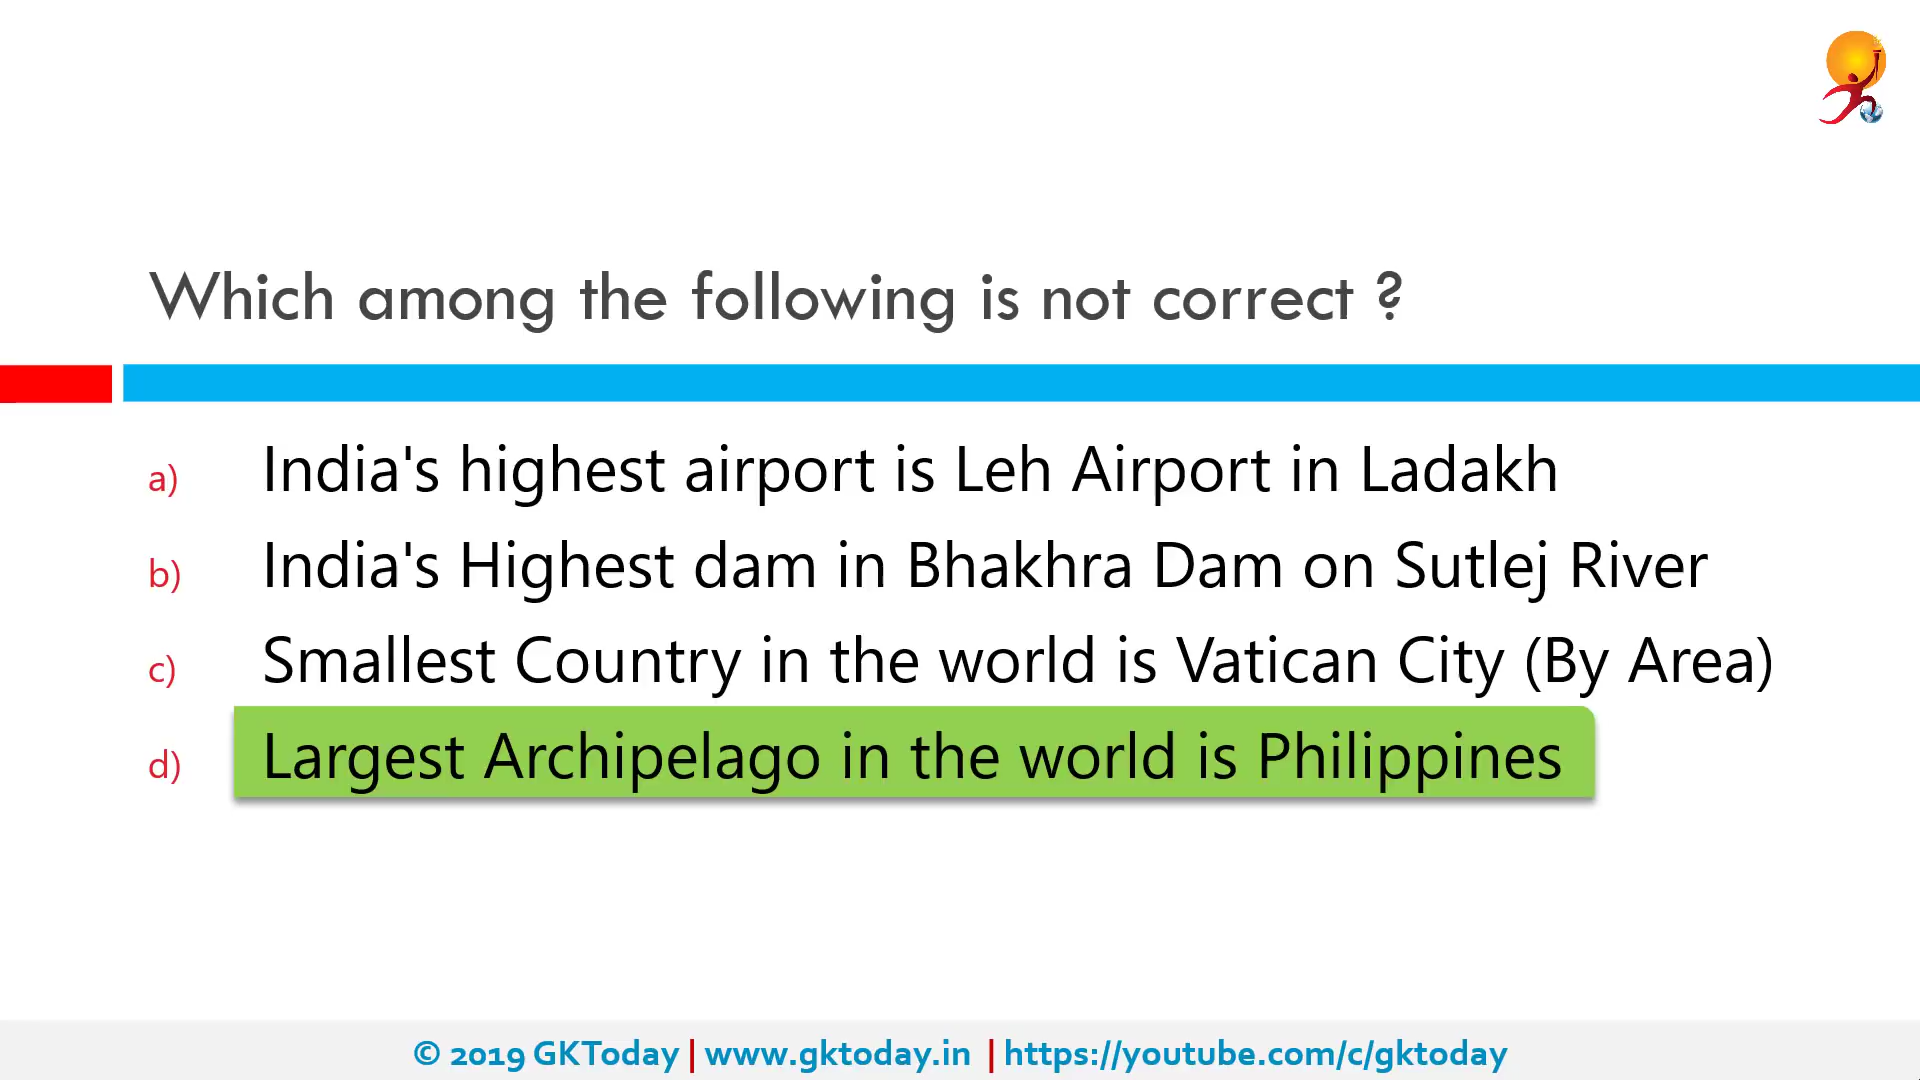 Which among the following is not correct ?
a) India's highest airport is Leh Airport in Ladakh
b) India's Highest dam in Bhakhra Dam on Sutlej River
c) Smallest Country in the world is Vatican City (By Area)
d) Largest Archipelago in the world is Philippines
© 2019 GKToday | www.gktoday.in | https://youtube.com/c/gktoday